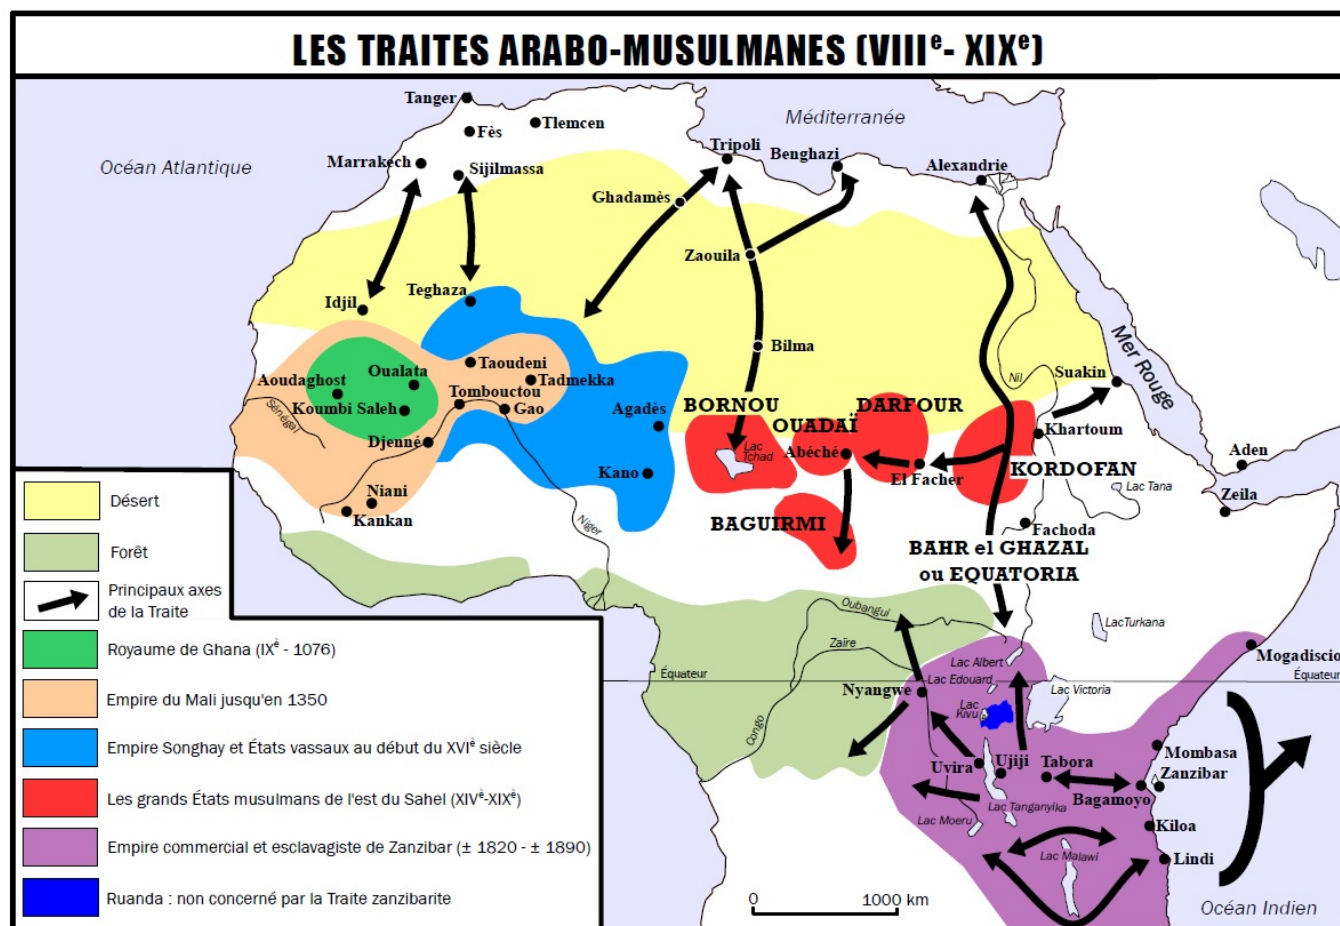 LES TRAITES ARABO-MUSULMANES (VIIIe- XIXe)
Tanger
Fès
Tlemcen
Méditerranée
Océan Atlantique
Marrakech
Sijilmassa
Tripoli
Benghazi
Alexandrie
Ghadamès
Zaouila
Idjil
Teghaza
Bilma
Mer Rouge
Nil
Suakin
Aoudaghost
Oualata
Taoudeni
Tadmekka
Tombouctou
Koumbi Saleh
Gao
Agadès
BORNOU
OUADAÏ
DARFOUR
Sénégal
Djenné
Lac
Tchad
Abéché
Khartoum
Aden
Kano
El Facher
KORDOFAN
Lac Tana
Zeila
Niani
Kankan
Niger
BAGUIRMI
Fachoda
BAHR el GHAZAL
ou EQUATORIA
Oubangui
Zaïre
LacTurkana
Mogadiscio
Équateur
Équateur
Lac Albert
Lac Edouard
Nyangwe
Lac Victoria
Lac
Kivu
Congo
Uvira
Ujiji
Tabora
Mombasa
Zanzibar
Bagamoyo
Lac Tanganyika
Lac Moeru
Kiloa
Lac Malawi
Lindi
0 1000 km
Océan Indien
Désert
Forêt
Principaux axes
de la Traite
Royaume de Ghana (IXè - 1076)
Empire du Mali jusqu'en 1350
Empire Songhay et États vassaux au début du XVIè siècle
Les grands États musulmans de l'est du Sahel (XIVè-XIXè)
Empire commercial et esclavagiste de Zanzibar (± 1820 - ± 1890)
Ruanda : non concerné par la Traite zanzibarite